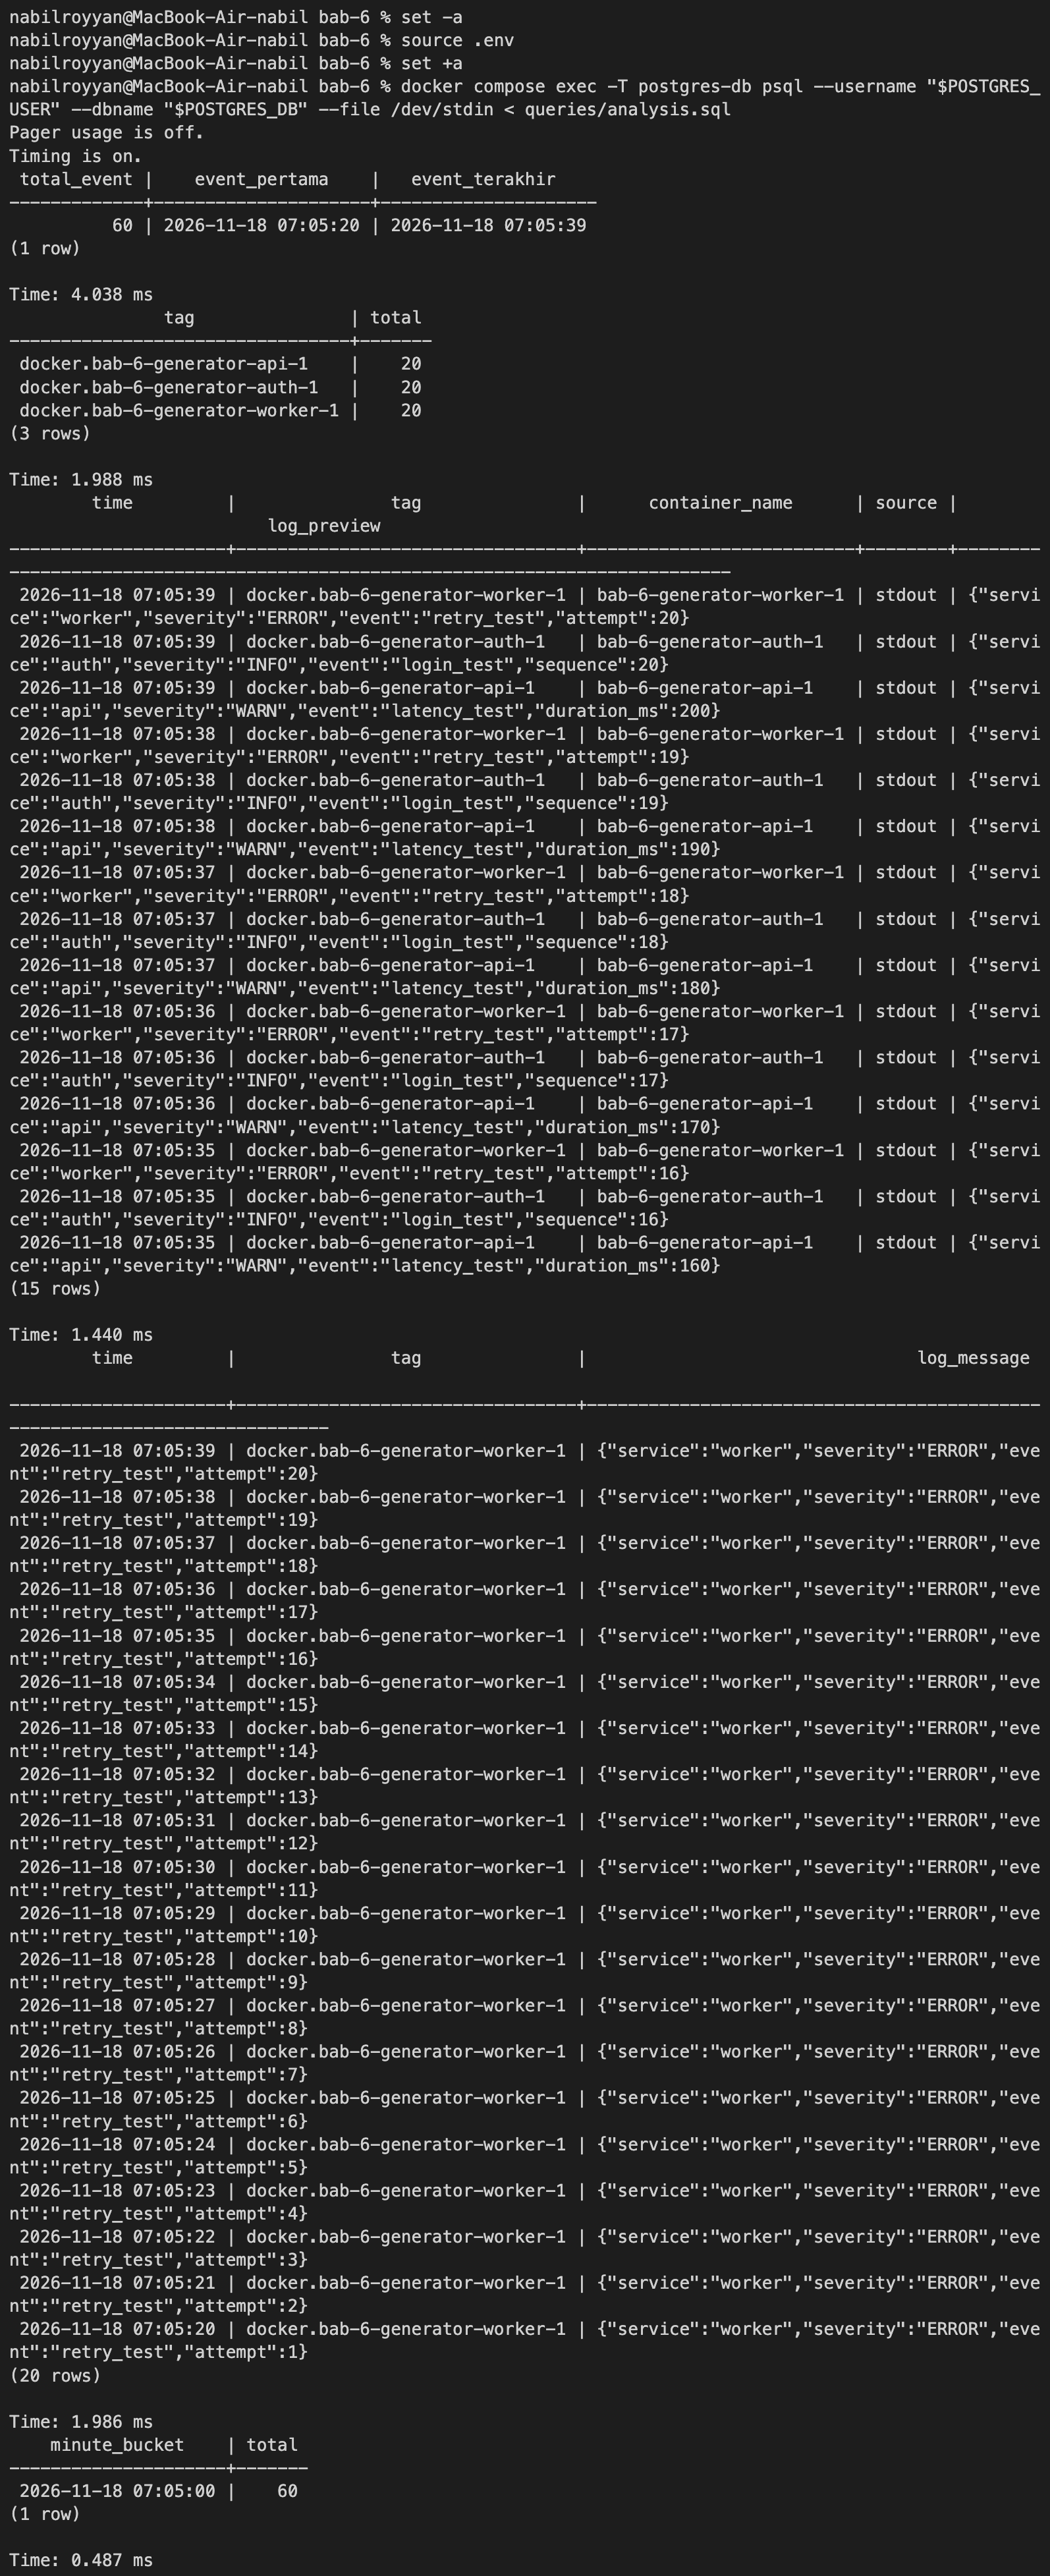 nabilroyyan@MacBook-Air-nabil bab-6 % set -a
nabilroyyan@MacBook-Air-nabil bab-6 % source .env
nabilroyyan@MacBook-Air-nabil bab-6 % set +a
nabilroyyan@MacBook-Air-nabil bab-6 % docker compose exec -T postgres-db psql --username "$POSTGRES_
USER" --dbname "$POSTGRES_DB" --file /dev/stdin < queries/analysis.sql
Pager usage is off.
Timing is on.
 total_event |    event_pertama    |   event_terakhir
-------------+---------------------+---------------------
          60 | 2026-11-18 07:05:20 | 2026-11-18 07:05:39
(1 row)

Time: 4.038 ms
               tag               | total
---------------------------------+-------
 docker.bab-6-generator-api-1    |    20
 docker.bab-6-generator-auth-1   |    20
 docker.bab-6-generator-worker-1 |    20
(3 rows)

Time: 1.988 ms
        time         |               tag               |      container_name      | source |
                         log_preview
---------------------+---------------------------------+--------------------------+--------+--------
----------------------------------------------------------------------
 2026-11-18 07:05:39 | docker.bab-6-generator-worker-1 | bab-6-generator-worker-1 | stdout | {"servi
ce":"worker","severity":"ERROR","event":"retry_test","attempt":20}
 2026-11-18 07:05:39 | docker.bab-6-generator-auth-1   | bab-6-generator-auth-1   | stdout | {"servi
ce":"auth","severity":"INFO","event":"login_test","sequence":20}
 2026-11-18 07:05:39 | docker.bab-6-generator-api-1    | bab-6-generator-api-1    | stdout | {"servi
ce":"api","severity":"WARN","event":"latency_test","duration_ms":200}
 2026-11-18 07:05:38 | docker.bab-6-generator-worker-1 | bab-6-generator-worker-1 | stdout | {"servi
ce":"worker","severity":"ERROR","event":"retry_test","attempt":19}
 2026-11-18 07:05:38 | docker.bab-6-generator-auth-1   | bab-6-generator-auth-1   | stdout | {"servi
ce":"auth","severity":"INFO","event":"login_test","sequence":19}
 2026-11-18 07:05:38 | docker.bab-6-generator-api-1    | bab-6-generator-api-1    | stdout | {"servi
ce":"api","severity":"WARN","event":"latency_test","duration_ms":190}
 2026-11-18 07:05:37 | docker.bab-6-generator-worker-1 | bab-6-generator-worker-1 | stdout | {"servi
ce":"worker","severity":"ERROR","event":"retry_test","attempt":18}
 2026-11-18 07:05:37 | docker.bab-6-generator-auth-1   | bab-6-generator-auth-1   | stdout | {"servi
ce":"auth","severity":"INFO","event":"login_test","sequence":18}
 2026-11-18 07:05:37 | docker.bab-6-generator-api-1    | bab-6-generator-api-1    | stdout | {"servi
ce":"api","severity":"WARN","event":"latency_test","duration_ms":180}
 2026-11-18 07:05:36 | docker.bab-6-generator-worker-1 | bab-6-generator-worker-1 | stdout | {"servi
ce":"worker","severity":"ERROR","event":"retry_test","attempt":17}
 2026-11-18 07:05:36 | docker.bab-6-generator-auth-1   | bab-6-generator-auth-1   | stdout | {"servi
ce":"auth","severity":"INFO","event":"login_test","sequence":17}
 2026-11-18 07:05:36 | docker.bab-6-generator-api-1    | bab-6-generator-api-1    | stdout | {"servi
ce":"api","severity":"WARN","event":"latency_test","duration_ms":170}
 2026-11-18 07:05:35 | docker.bab-6-generator-worker-1 | bab-6-generator-worker-1 | stdout | {"servi
ce":"worker","severity":"ERROR","event":"retry_test","attempt":16}
 2026-11-18 07:05:35 | docker.bab-6-generator-auth-1   | bab-6-generator-auth-1   | stdout | {"servi
ce":"auth","severity":"INFO","event":"login_test","sequence":16}
 2026-11-18 07:05:35 | docker.bab-6-generator-api-1    | bab-6-generator-api-1    | stdout | {"servi
ce":"api","severity":"WARN","event":"latency_test","duration_ms":160}
(15 rows)

Time: 1.440 ms
        time         |               tag               |                                log_message

---------------------+---------------------------------+--------------------------------------------
-------------------------------
 2026-11-18 07:05:39 | docker.bab-6-generator-worker-1 | {"service":"worker","severity":"ERROR","eve
nt":"retry_test","attempt":20}
 2026-11-18 07:05:38 | docker.bab-6-generator-worker-1 | {"service":"worker","severity":"ERROR","eve
nt":"retry_test","attempt":19}
 2026-11-18 07:05:37 | docker.bab-6-generator-worker-1 | {"service":"worker","severity":"ERROR","eve
nt":"retry_test","attempt":18}
 2026-11-18 07:05:36 | docker.bab-6-generator-worker-1 | {"service":"worker","severity":"ERROR","eve
nt":"retry_test","attempt":17}
 2026-11-18 07:05:35 | docker.bab-6-generator-worker-1 | {"service":"worker","severity":"ERROR","eve
nt":"retry_test","attempt":16}
 2026-11-18 07:05:34 | docker.bab-6-generator-worker-1 | {"service":"worker","severity":"ERROR","eve
nt":"retry_test","attempt":15}
 2026-11-18 07:05:33 | docker.bab-6-generator-worker-1 | {"service":"worker","severity":"ERROR","eve
nt":"retry_test","attempt":14}
 2026-11-18 07:05:32 | docker.bab-6-generator-worker-1 | {"service":"worker","severity":"ERROR","eve
nt":"retry_test","attempt":13}
 2026-11-18 07:05:31 | docker.bab-6-generator-worker-1 | {"service":"worker","severity":"ERROR","eve
nt":"retry_test","attempt":12}
 2026-11-18 07:05:30 | docker.bab-6-generator-worker-1 | {"service":"worker","severity":"ERROR","eve
nt":"retry_test","attempt":11}
 2026-11-18 07:05:29 | docker.bab-6-generator-worker-1 | {"service":"worker","severity":"ERROR","eve
nt":"retry_test","attempt":10}
 2026-11-18 07:05:28 | docker.bab-6-generator-worker-1 | {"service":"worker","severity":"ERROR","eve
nt":"retry_test","attempt":9}
 2026-11-18 07:05:27 | docker.bab-6-generator-worker-1 | {"service":"worker","severity":"ERROR","eve
nt":"retry_test","attempt":8}
 2026-11-18 07:05:26 | docker.bab-6-generator-worker-1 | {"service":"worker","severity":"ERROR","eve
nt":"retry_test","attempt":7}
 2026-11-18 07:05:25 | docker.bab-6-generator-worker-1 | {"service":"worker","severity":"ERROR","eve
nt":"retry_test","attempt":6}
 2026-11-18 07:05:24 | docker.bab-6-generator-worker-1 | {"service":"worker","severity":"ERROR","eve
nt":"retry_test","attempt":5}
 2026-11-18 07:05:23 | docker.bab-6-generator-worker-1 | {"service":"worker","severity":"ERROR","eve
nt":"retry_test","attempt":4}
 2026-11-18 07:05:22 | docker.bab-6-generator-worker-1 | {"service":"worker","severity":"ERROR","eve
nt":"retry_test","attempt":3}
 2026-11-18 07:05:21 | docker.bab-6-generator-worker-1 | {"service":"worker","severity":"ERROR","eve
nt":"retry_test","attempt":2}
 2026-11-18 07:05:20 | docker.bab-6-generator-worker-1 | {"service":"worker","severity":"ERROR","eve
nt":"retry_test","attempt":1}
(20 rows)

Time: 1.986 ms
    minute_bucket    | total
---------------------+-------
 2026-11-18 07:05:00 |    60
(1 row)

Time: 0.487 ms